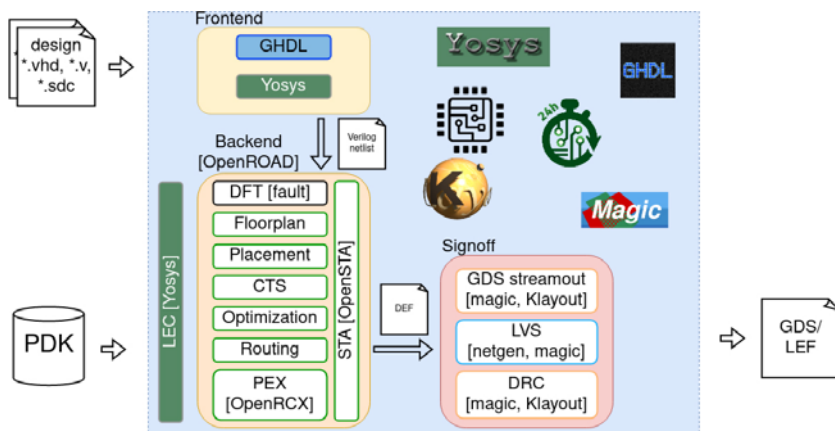 design
*.vhd, *.v,
*.sdc
Frontend
GHDL
Yosys
Yosys
GHDL
24h
Verilog
netlist
Backend
[OpenROAD]
DFT [fault]
Floorplan
Placement
CTS
Optimization
Routing
PEX
[OpenRCX]
LEC [Yosys]
STA [OpenSTA]
K
Magic
PDK
DEF
Signoff
GDS streamout
[magic, Klayout]
LVS
[netgen, magic]
DRC
[magic, Klayout]
GDS/
LEF